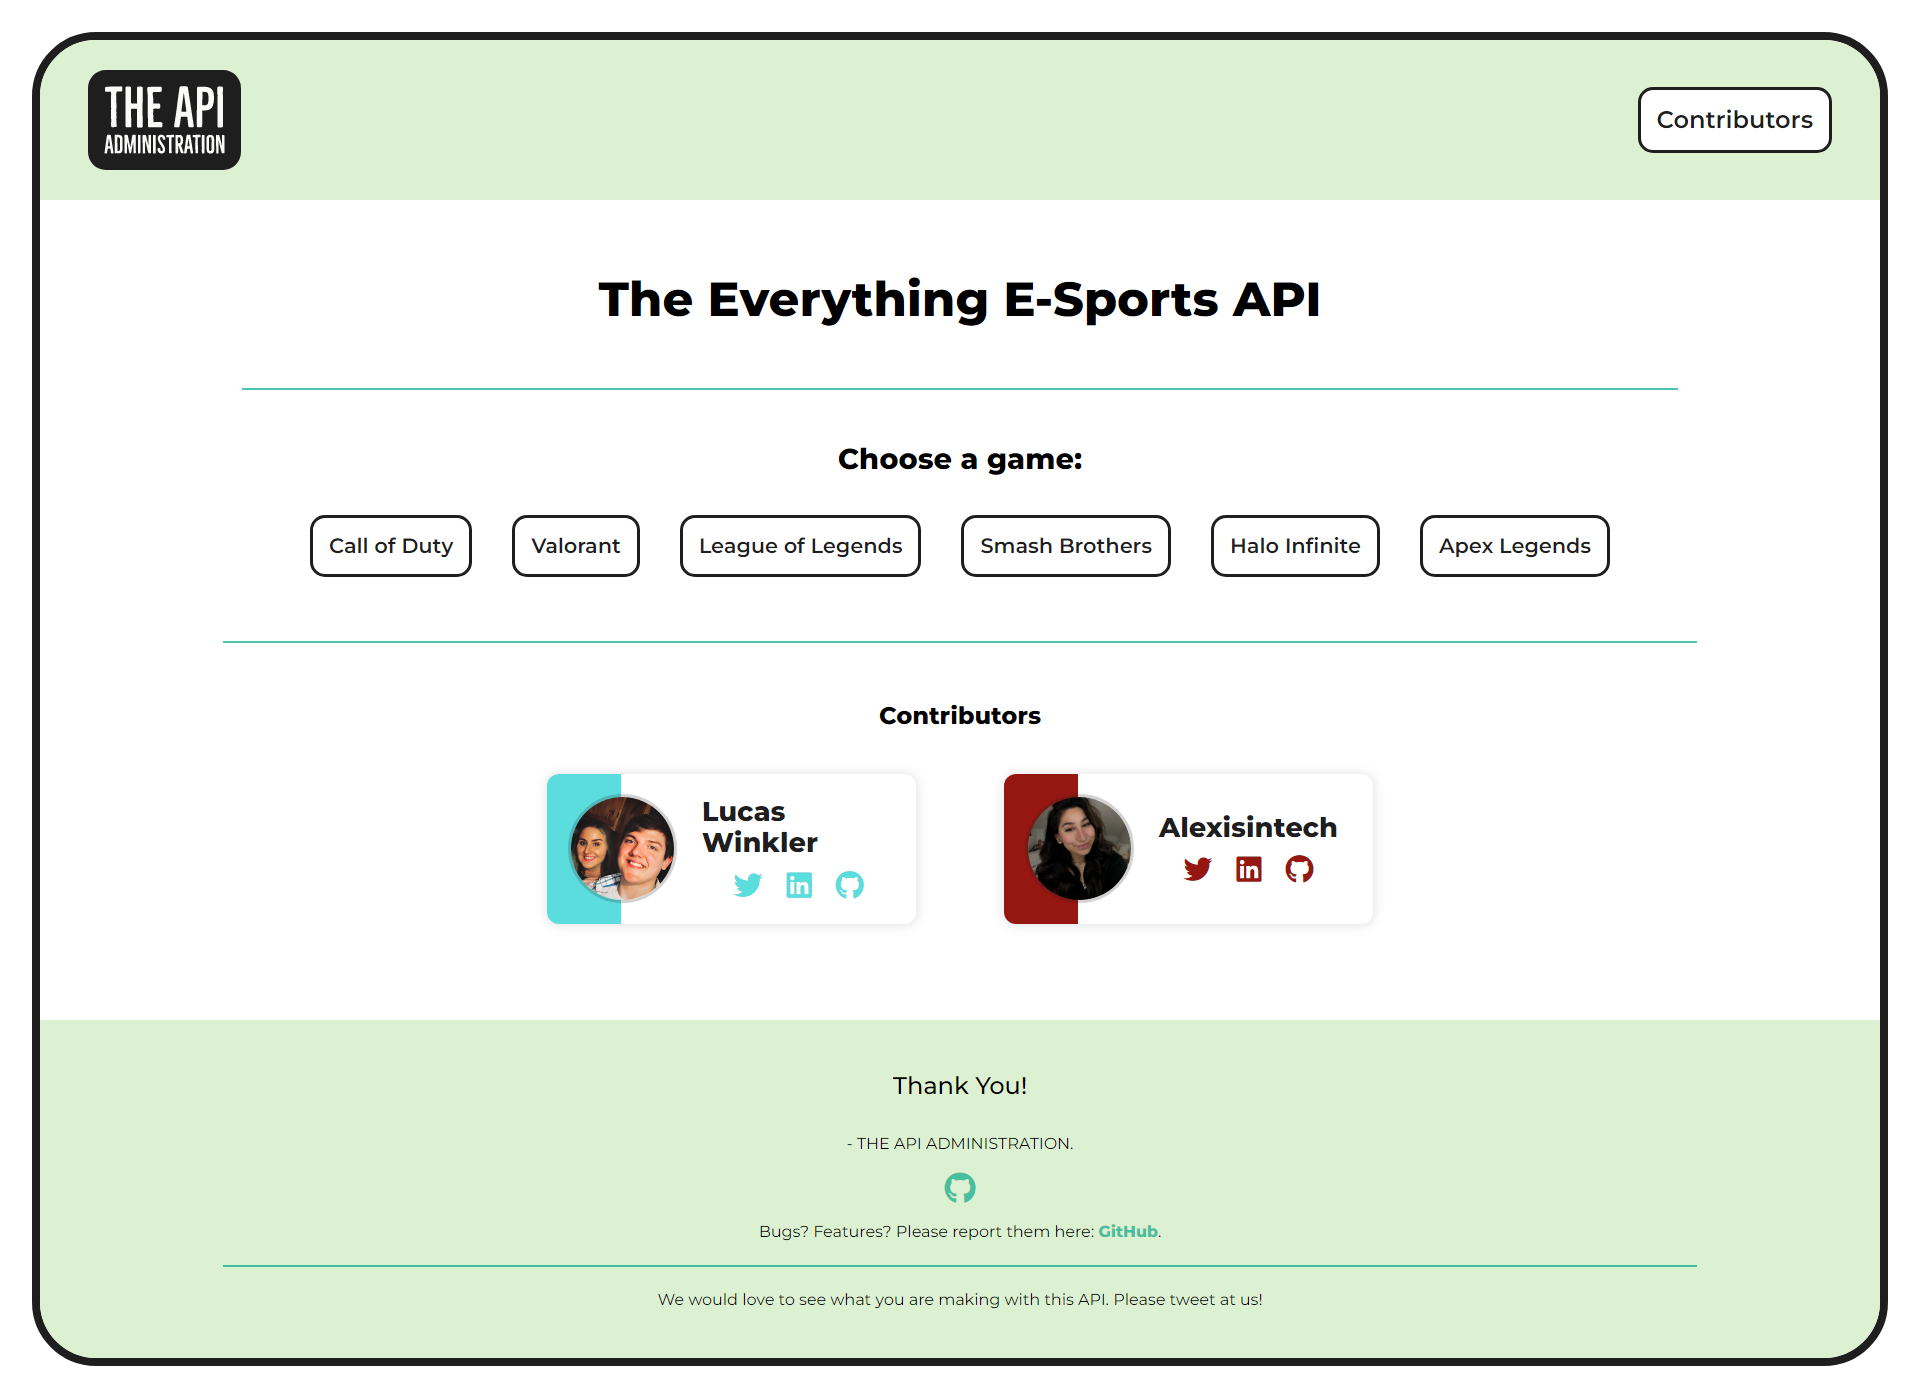 THE API
ADMINISTRATION
Contributors
The Everything E-Sports API
Choose a game:
Call of Duty
Valorant
League of Legends
Smash Brothers
Halo Infinite
Apex Legends
Contributors
Lucas
Winkler
Alexisintech
Thank You!
- THE API ADMINISTRATION.
Bugs? Features? Please report them here: GitHub.
We would love to see what you are making with this API. Please tweet at us!